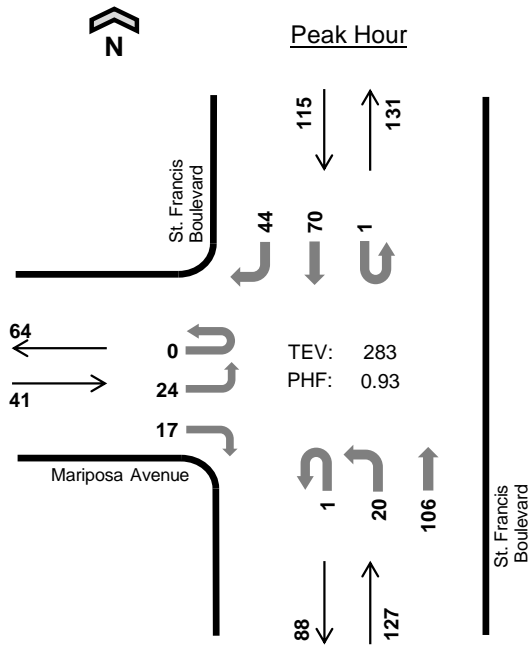 N
Peak Hour
115
131
St. Francis
Boulevard
44
70
1
64
0
TEV: 283
41
24
PHF: 0.93
17
Mariposa Avenue
1
20
106
St. Francis
Boulevard
88
127